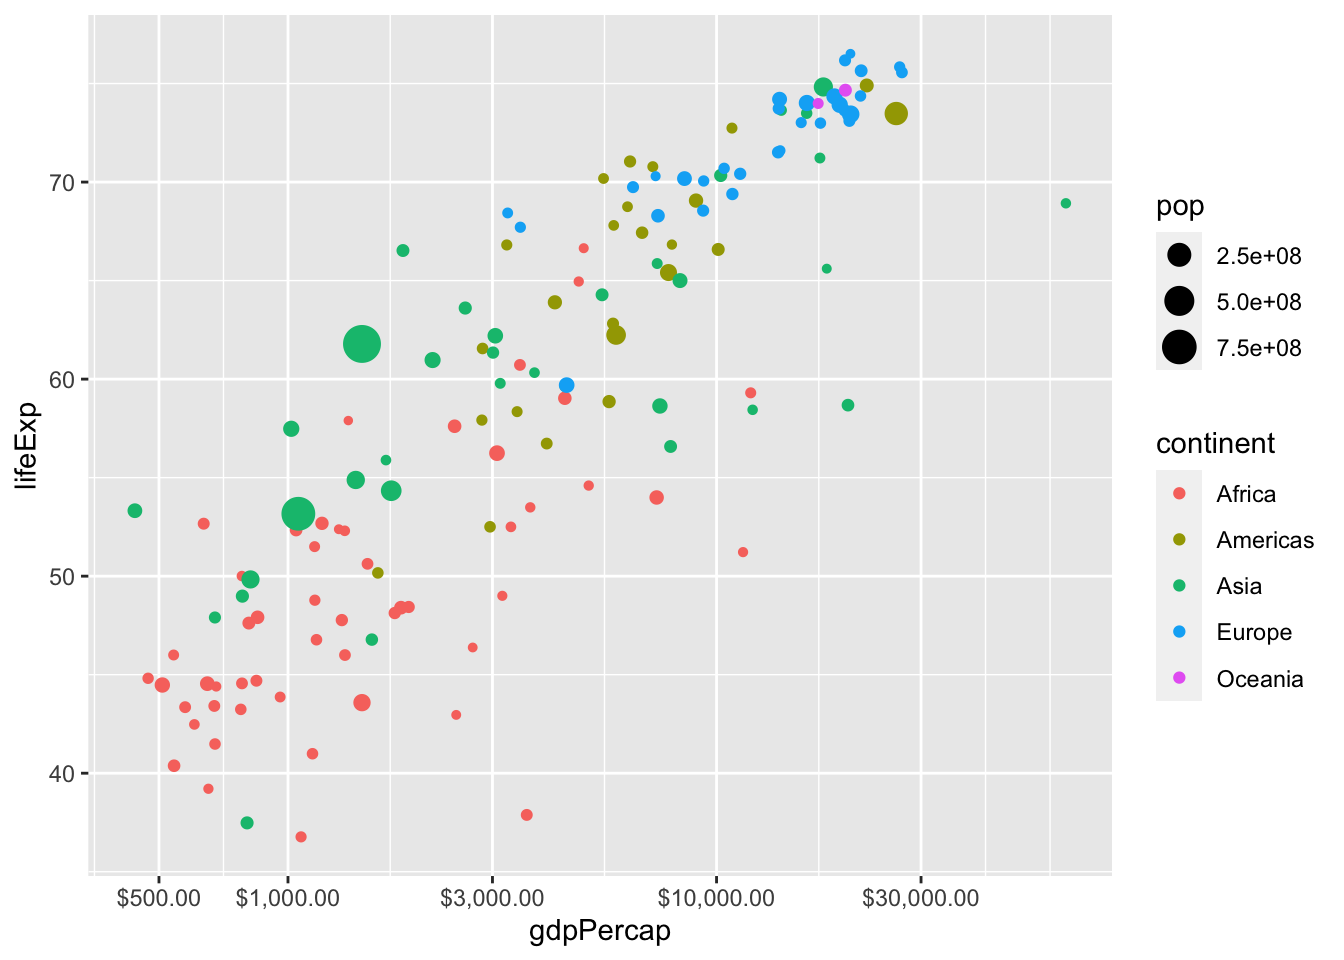 70
60
50
40
lifeExp
$500.00 $1,000.00 $3,000.00 $10,000.00 $30,000.00
gdpPercap
pop
2.5e+08
5.0e+08
7.5e+08
continent
Africa
Americas
Asia
Europe
Oceania